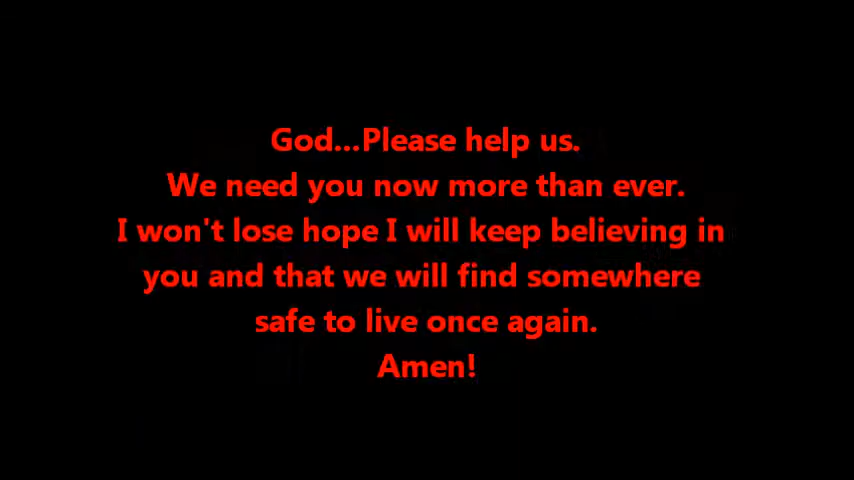 God...Please help us.
We need you now more than ever.
I won't lose hope I will keep believing in
you and that we will find somewhere
safe to live once again.
Amen!